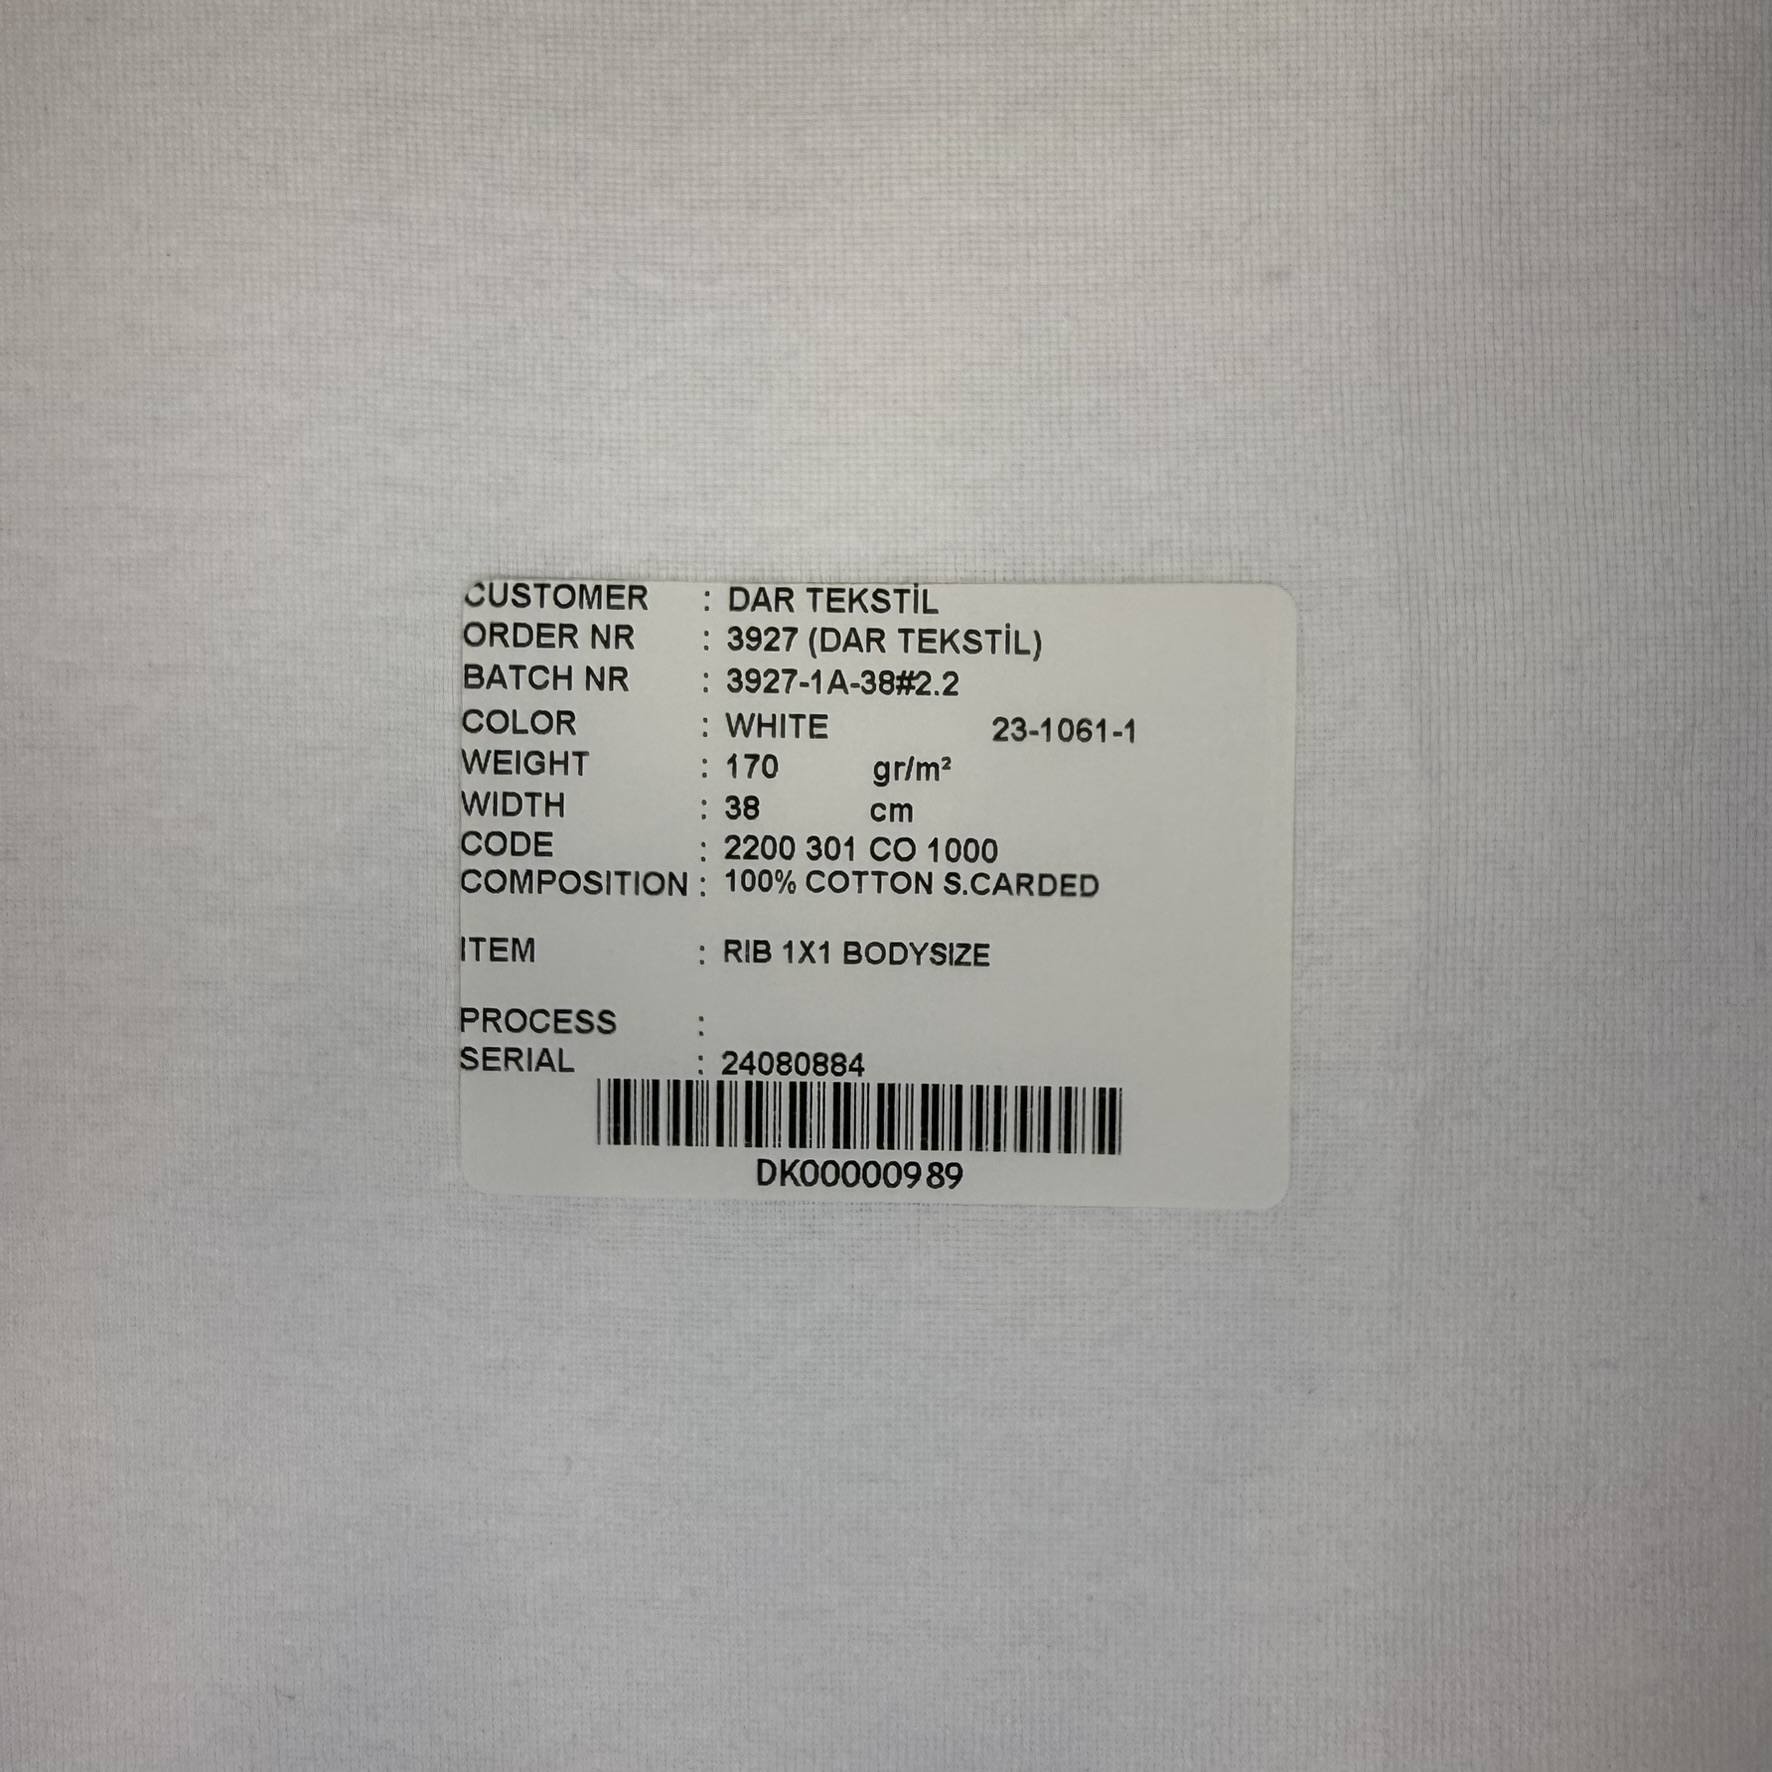 CUSTOMER : DAR TEKSTİL
ORDER NR : 3927 (DAR TEKSTİL)
BATCH NR : 3927-1A-38#2.2
COLOR : WHITE 23-1061-1
WEIGHT : 170 gr/m²
WIDTH : 38 cm
CODE : 2200 301 CO 1000
COMPOSITION : 100% COTTON S.CARDED
ITEM : RIB 1X1 BODYSIZE
PROCESS :
SERIAL : 24080884
DK00000989